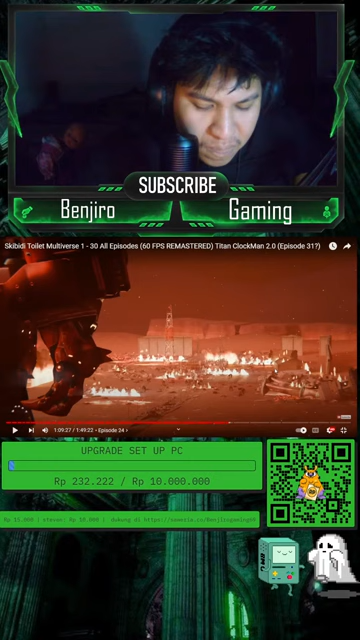 SUBSCRIBE
Benjiro Gaming
Skibidi Toilet Multiverse 1 - 30 All Episodes (60 FPS REMASTERED) Titan ClockMan 2.0 (Episode 31?)
1:09:27 / 1:49:22 • Episode 24 >
UPGRADE SET UP PC
Rp 232.222 / Rp 10.000.000
BMO